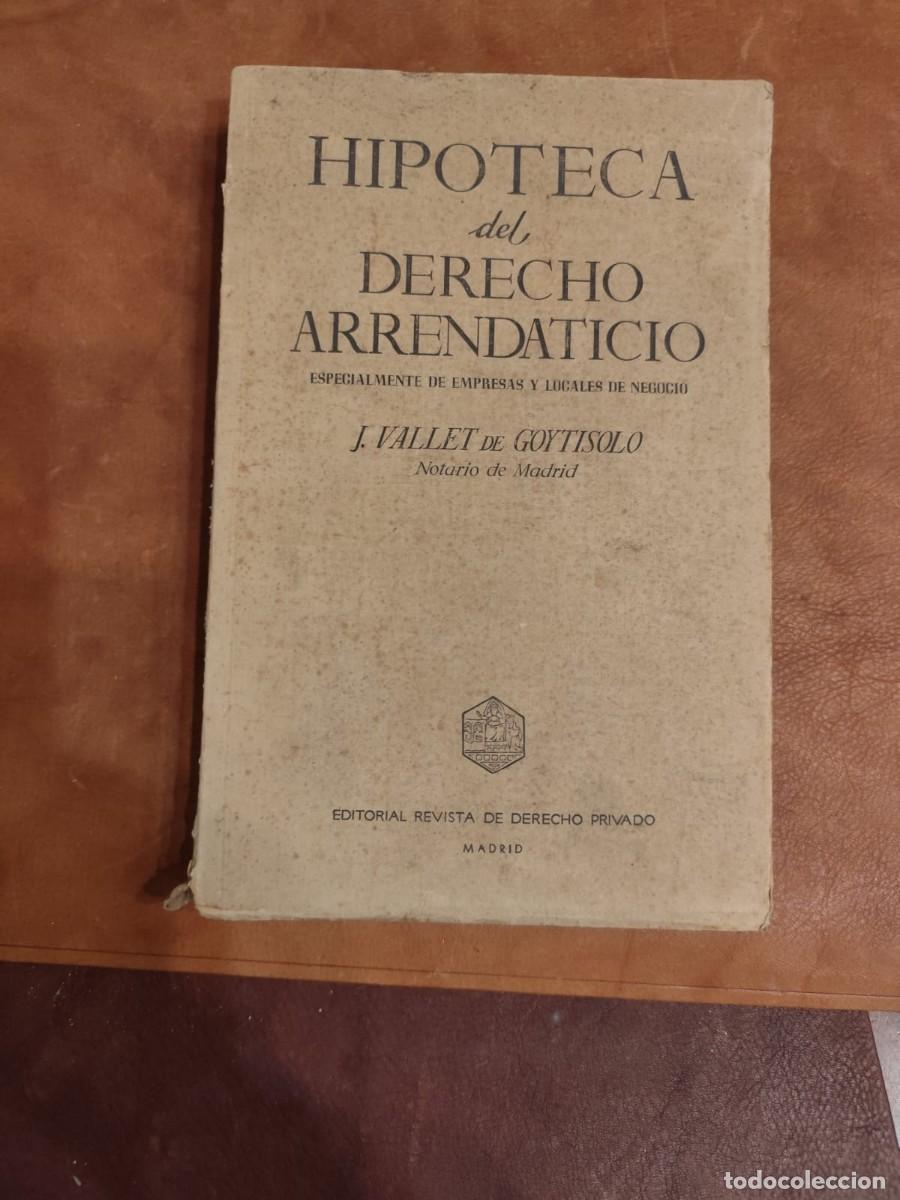 HIPOTECA
del
DERECHO
ARRENDATICIO
ESPECIALMENTE DE EMPRESAS Y LOCALES DE NEGOCIO
J. VALLET DE GOYTISOLO
Notario de Madrid
EDITORIAL REVISTA DE DERECHO PRIVADO
MADRID
todocoleccion